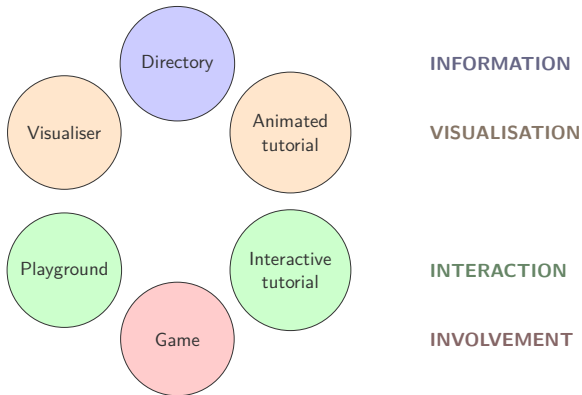 Directory
INFORMATION
Visualiser
Animated
tutorial
VISUALISATION
Playground
Interactive
tutorial
INTERACTION
Game
INVOLVEMENT